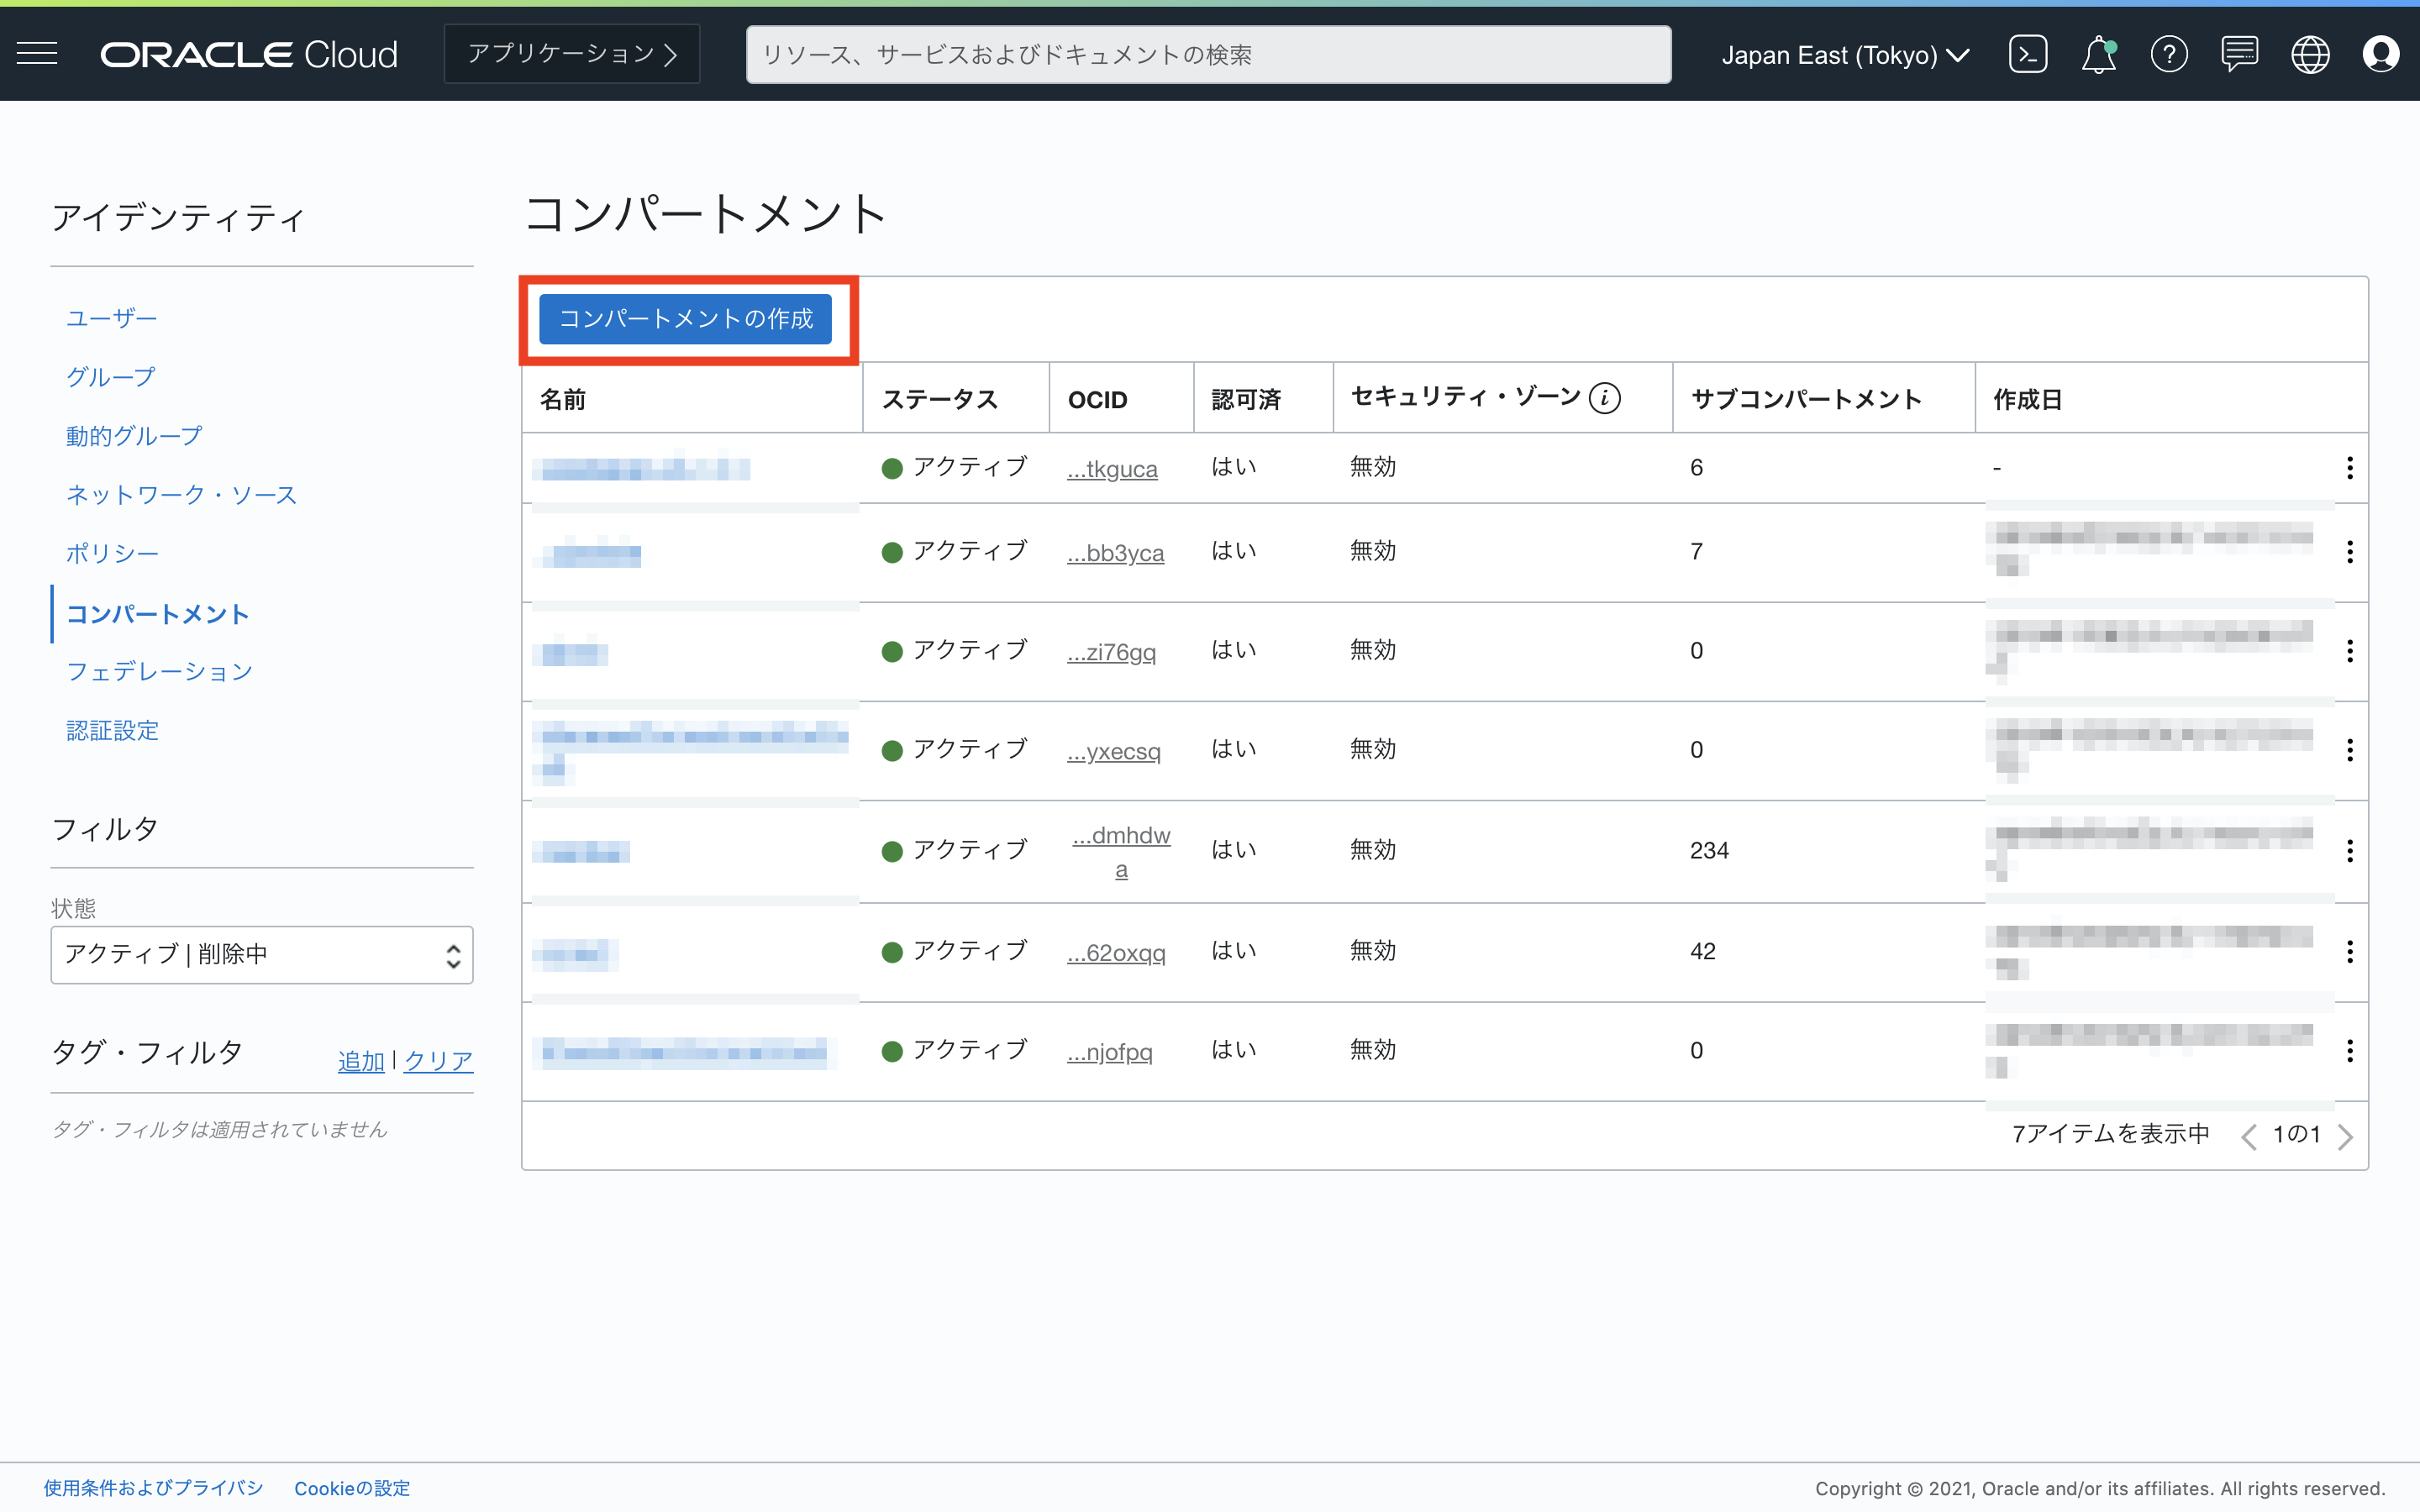 ORACLE Cloud
アプリケーション
リソース、サービスおよびドキュメントの検索
Japan East (Tokyo)
アイデンティティ
ユーザー
グループ
動的グループ
ネットワーク・ソース
ポリシー
コンパートメント
フェデレーション
認証設定
フィルタ
状態
アクティブ | 削除中
タグ・フィルタ
追加 | クリア
タグ・フィルタは適用されていません
コンパートメント
コンパートメントの作成
名前 ステータス OCID 認可済 セキュリティ・ゾーン サブコンパートメント 作成日
アクティブ ...tkguca はい 無効 6 -
アクティブ ...bb3yca はい 無効 7
アクティブ ...zi76gq はい 無効 0
アクティブ ...yxecsq はい 無効 0
アクティブ ...dmhdwa はい 無効 234
アクティブ ...62oxqq はい 無効 42
アクティブ ...njofpq はい 無効 0
7アイテムを表示中 1の1
使用条件およびプライバシ Cookieの設定
Copyright © 2021, Oracle and/or its affiliates. All rights reserved.